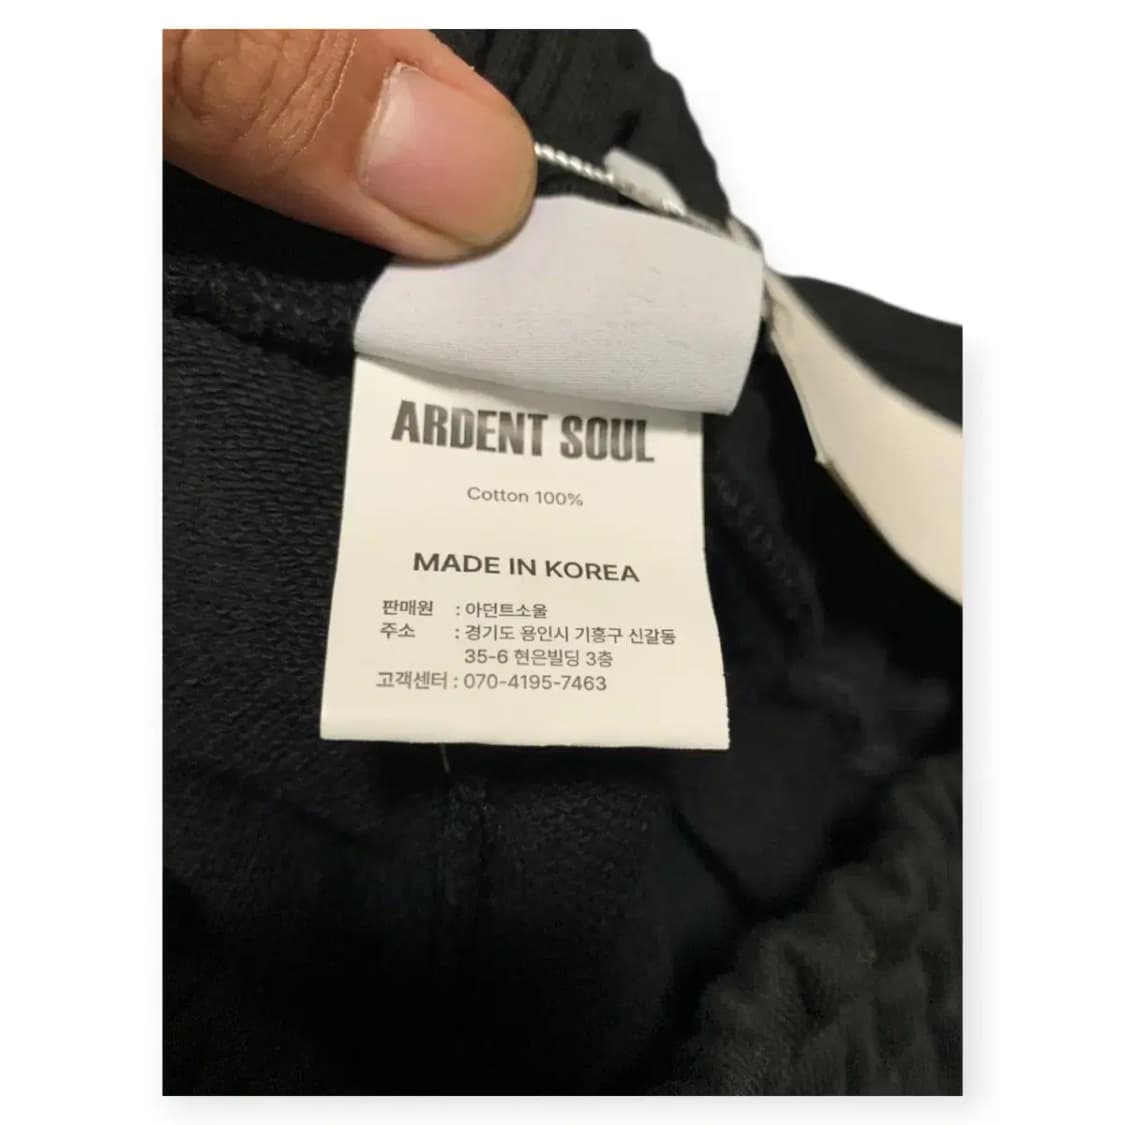 ARDENT SOUL
Cotton 100%
MADE IN KOREA
판매원 : 아던트소울
주소 : 경기도 용인시 기흥구 신갈동
35-6 현은빌딩 3층
고객센터 : 070-4195-7463